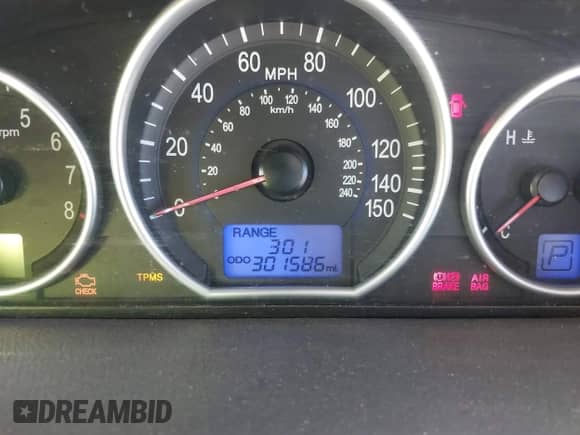 5
rpm
6
7
8
0
20
40
60
80
100
120
140
150
MPH
0
20
40
60
80
100
120
140
160
180
200
220
240
km/h
RANGE
301
ODO 301586 mi
CHECK
TPMS
BRAKE
AIR
BAG
H
C
P
DREAMBID